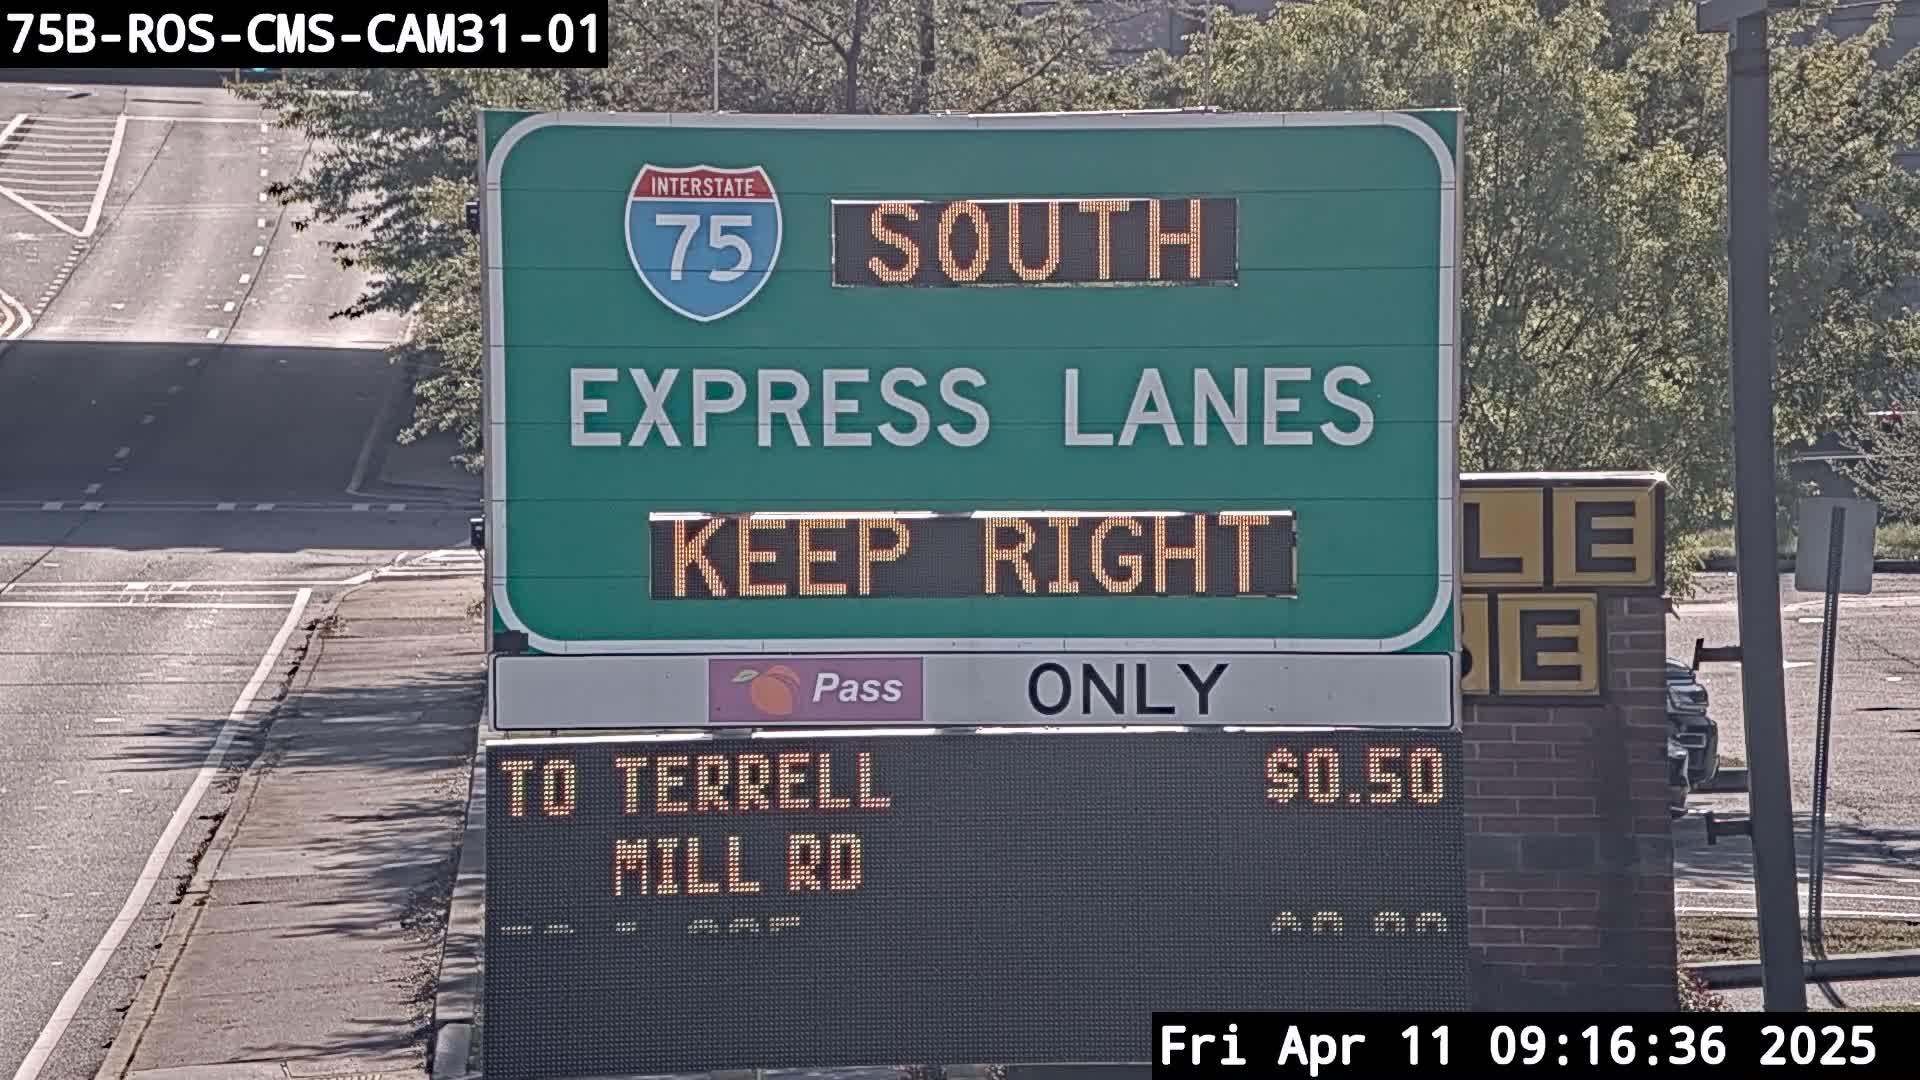 75B-ROS-CMS-CAM31-01
INTERSTATE
75
SOUTH
EXPRESS LANES
KEEP RIGHT
Pass ONLY
TO TERRELL $0.50
MILL RD
LE
E
Fri Apr 11 09:16:36 2025